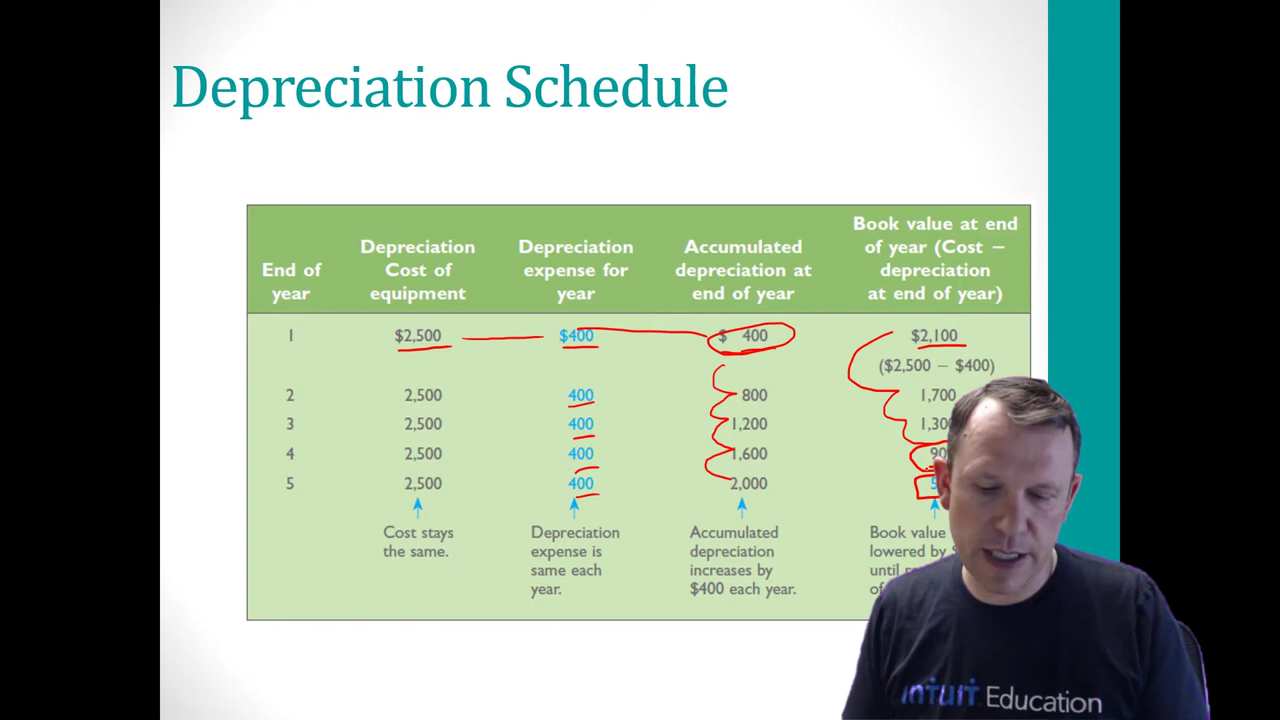 Depreciation Schedule
End of year
Depreciation Cost of equipment
Depreciation expense for year
Accumulated depreciation at end of year
Book value at end of year (Cost − depreciation at end of year)
1 $2,500 $400 $ 400 $2,100
($2,500 − $400)
2 2,500 400 800 1,700
3 2,500 400 1,200
4 2,500 400 1,600
5 2,500 400 2,000
Cost stays
the same.
Depreciation
expense is
same each
year.
Accumulated
depreciation
increases by
$400 each year.
Book value
lowered by
until
intuit Education